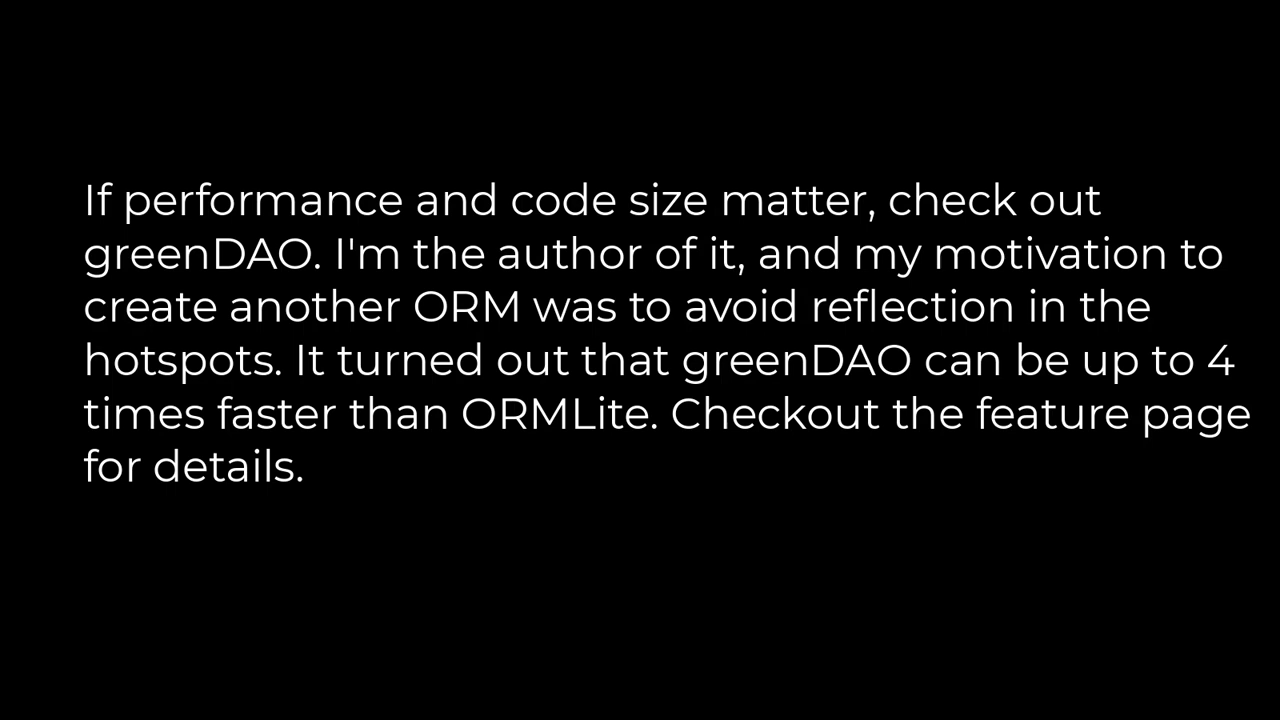 If performance and code size matter, check out
greenDAO. I'm the author of it, and my motivation to
create another ORM was to avoid reflection in the
hotspots. It turned out that greenDAO can be up to 4
times faster than ORMLite. Checkout the feature page
for details.